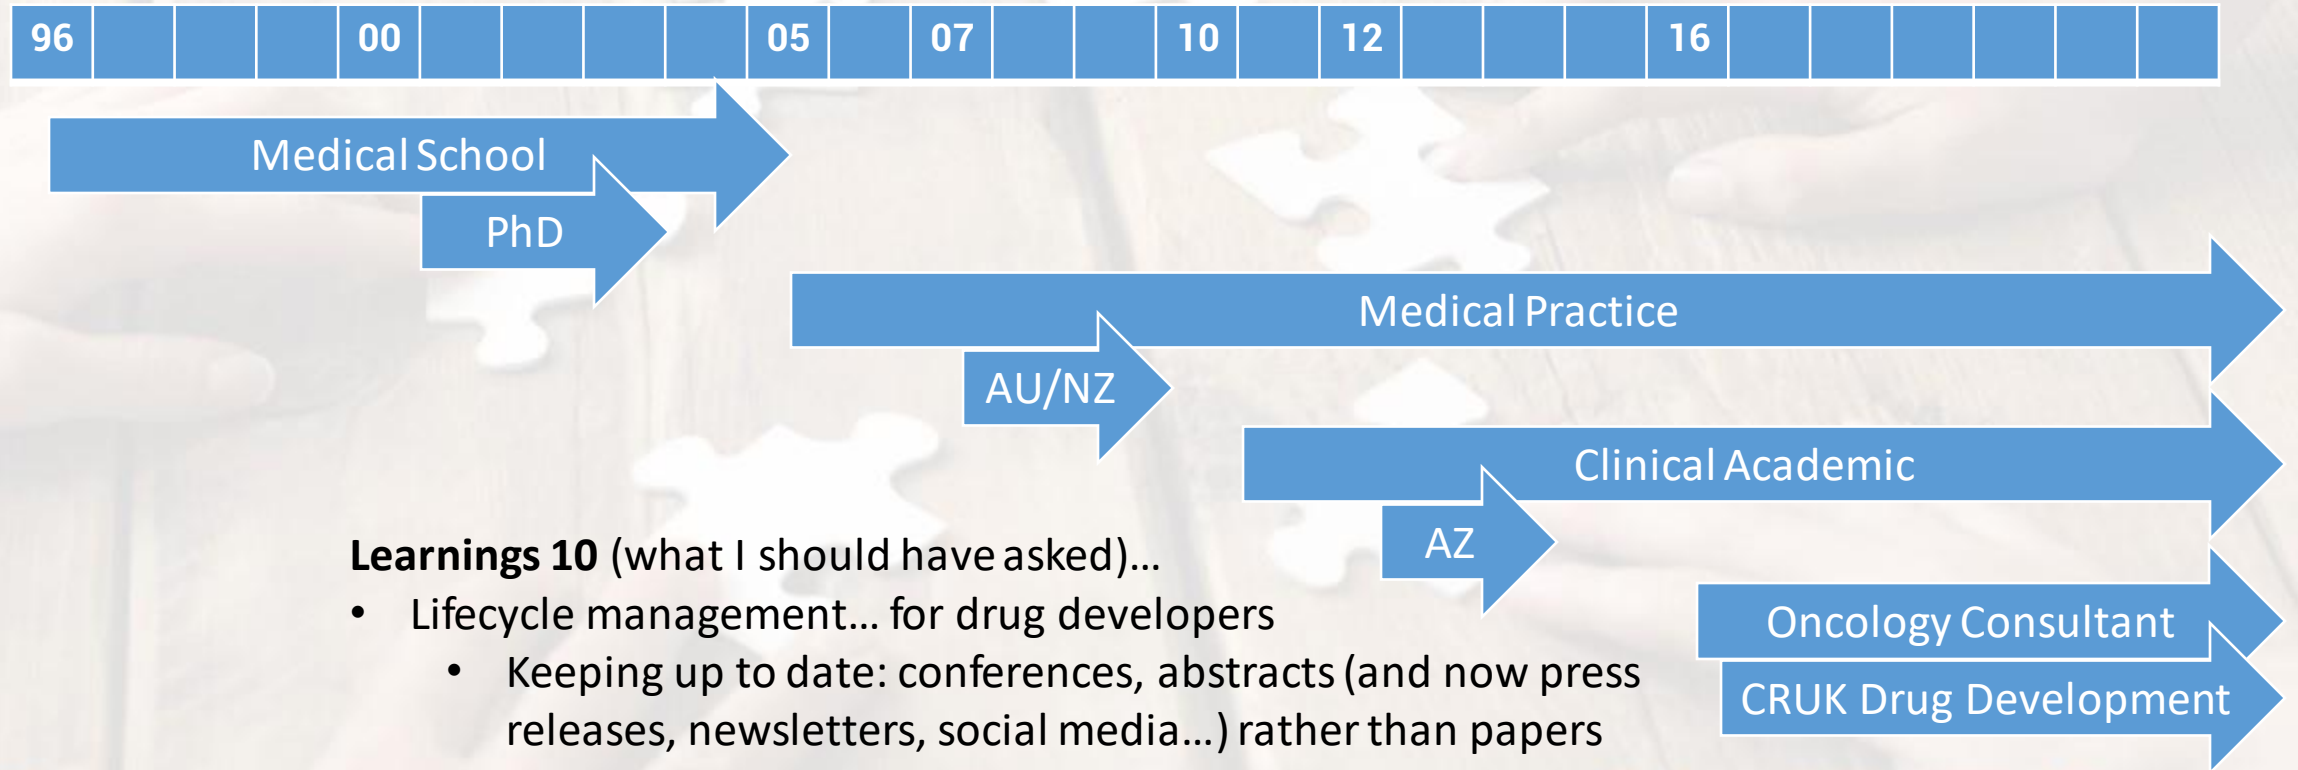 96 00 05 07 10 12 16
Medical School
PhD
Medical Practice
AU/NZ
Clinical Academic
AZ
Learnings 10 (what I should have asked)...
• Lifecycle management... for drug developers
• Keeping up to date: conferences, abstracts (and now press
releases, newsletters, social media...) rather than papers
Oncology Consultant
CRUK Drug Development